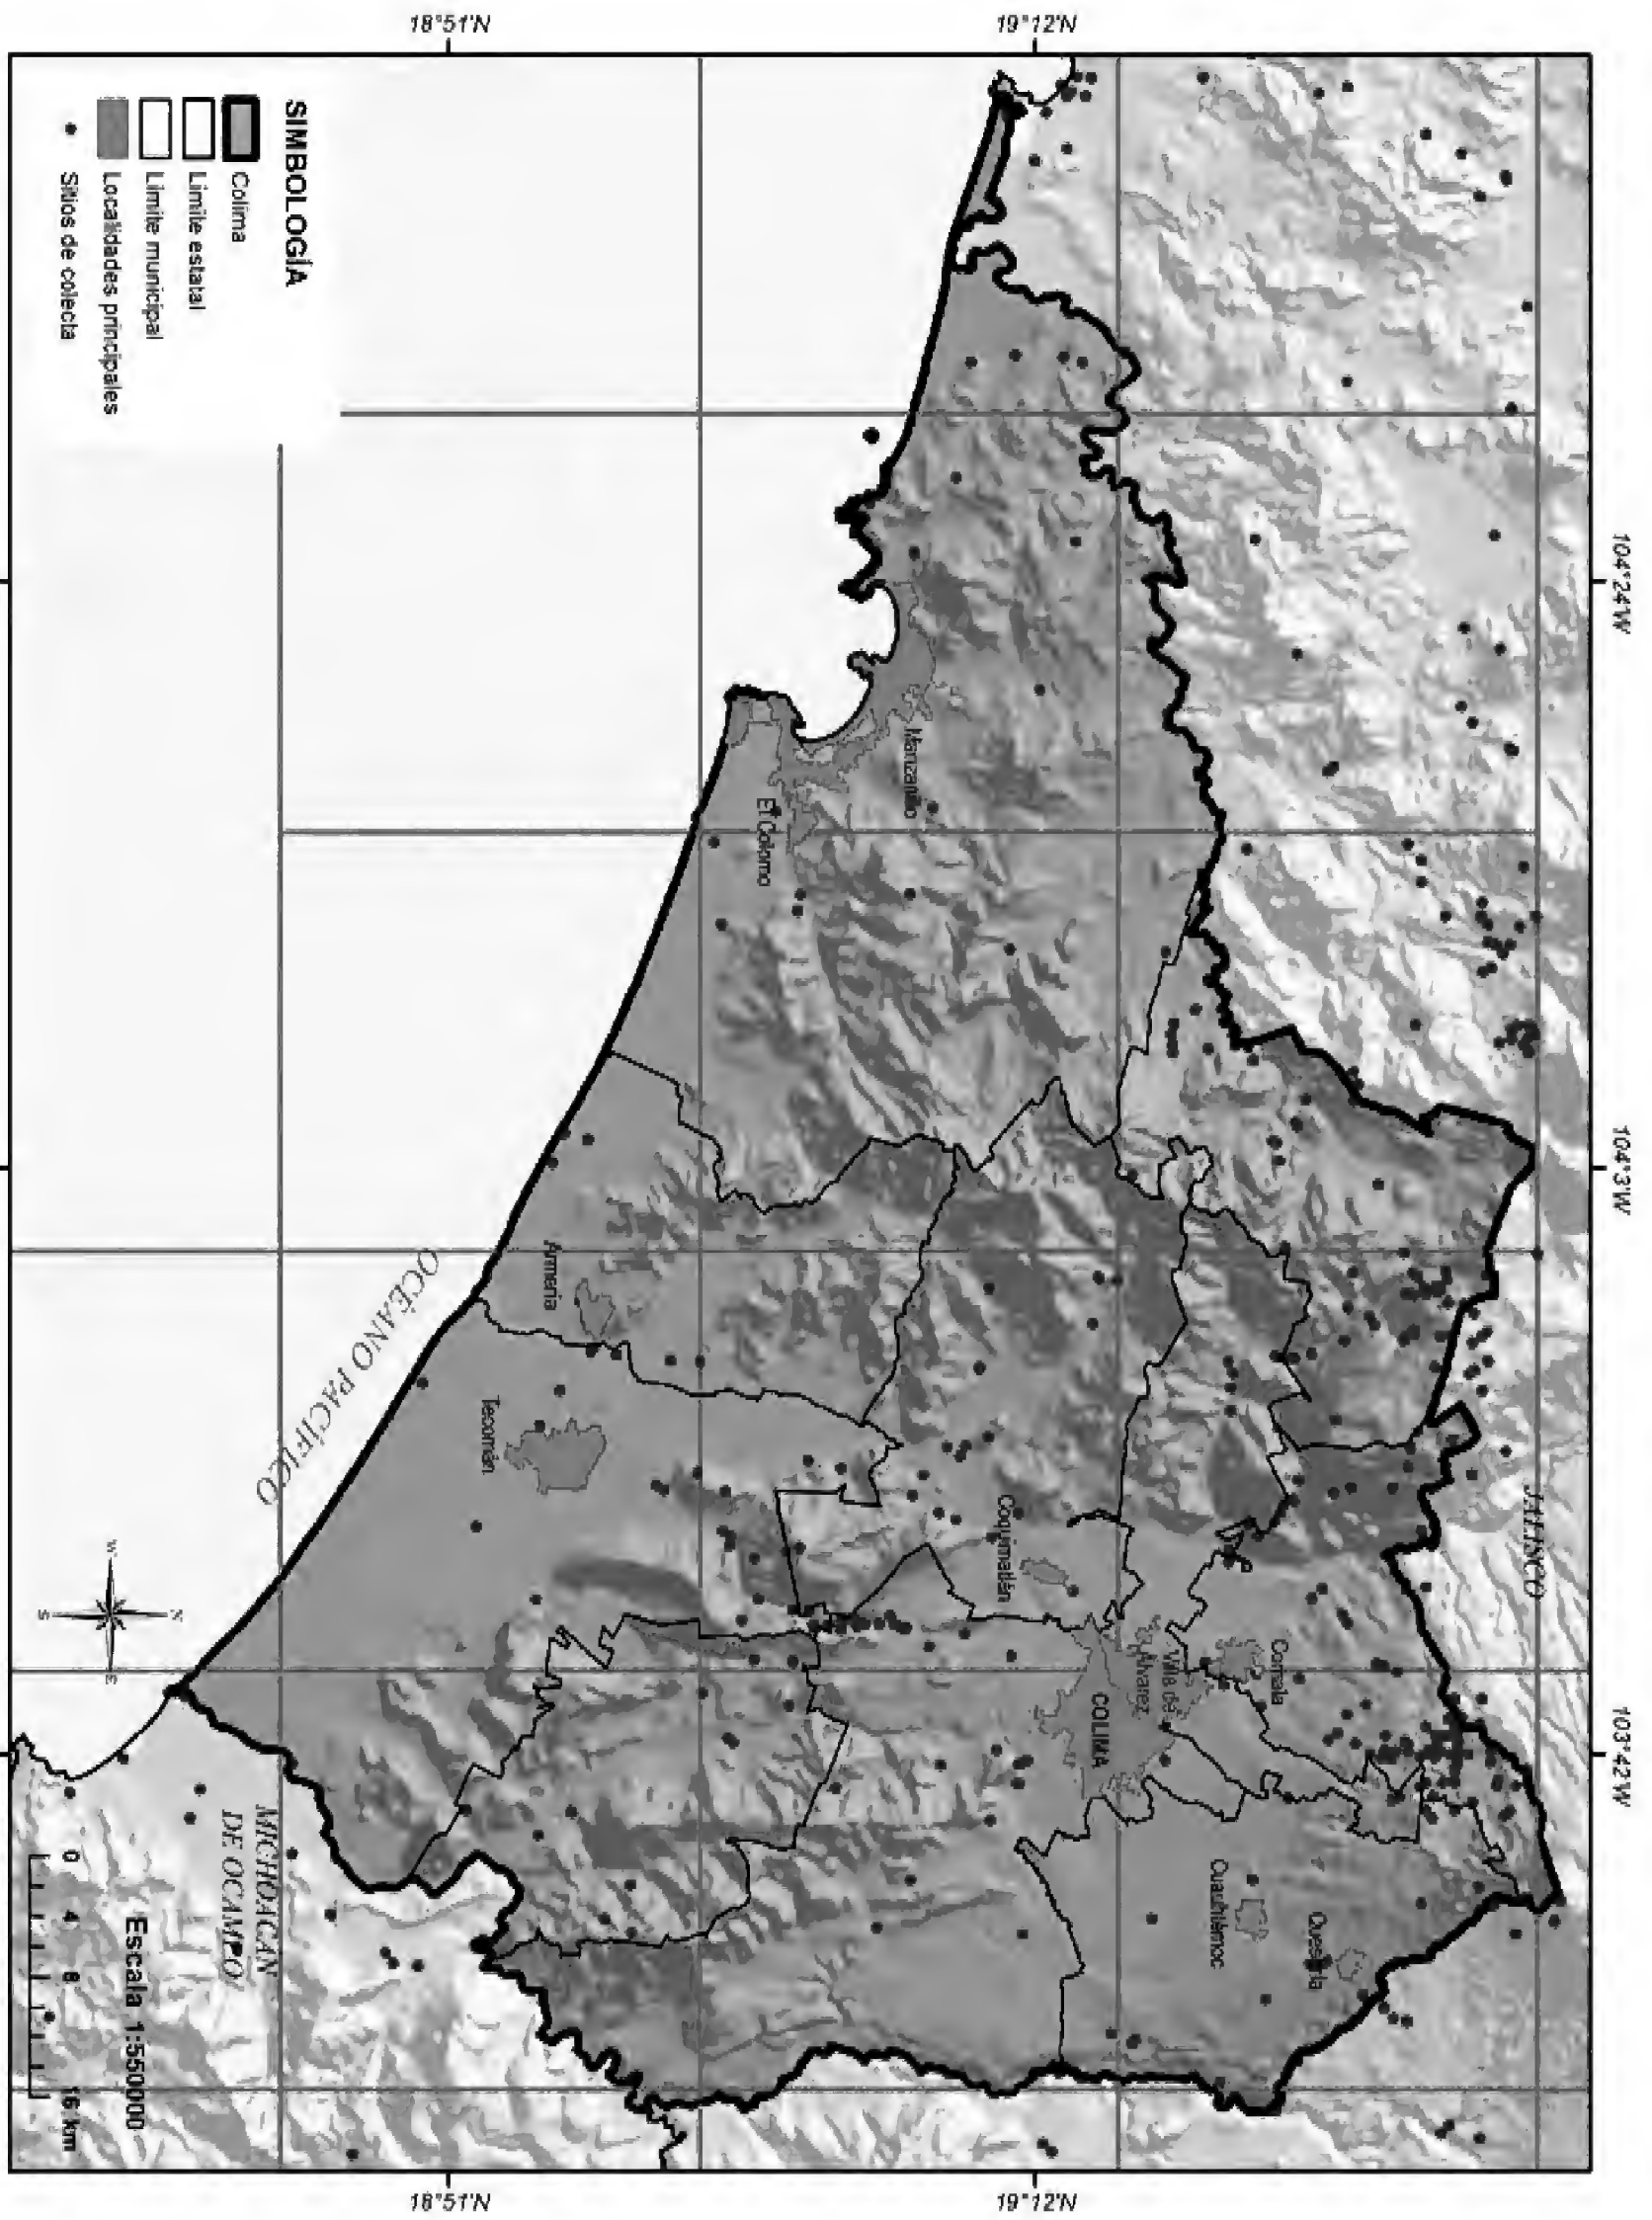 104°24'W
104°3'W
103°42'W
19°12'N
19°12'N
18°51'N
18°51'N
JALISCO
Comala
Villa de
Álvarez
COLIMA
Quesería
Cuauhtémoc
Coquimatlán
Manzanillo
El Colomo
Armería
Tecomán
OCÉANO PACÍFICO
MICHOACÁN
DE OCAMPO
SIMBOLOGÍA
Colima
Límite estatal
Límite municipal
Localidades principales
Sitios de colecta
N
W
E
S
Escala 1:550000
0 4 8 16 km